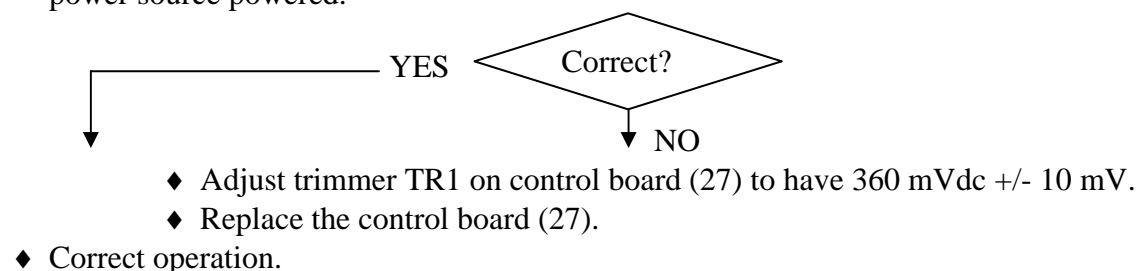 power source powered.
YES
Correct?
NO
♦ Adjust trimmer TR1 on control board (27) to have 360 mVdc +/- 10 mV.
♦ Replace the control board (27).
♦ Correct operation.